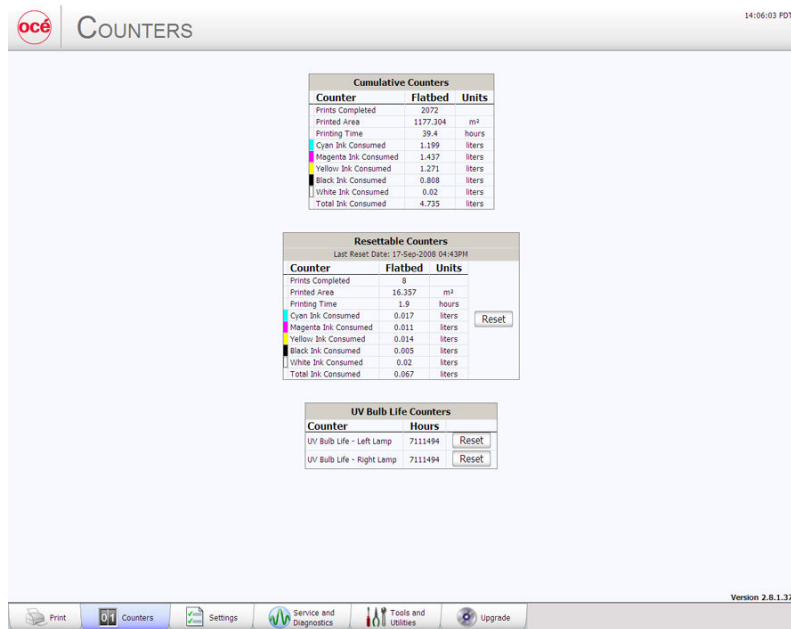 océ COUNTERS 14:06:03 PDT
Cumulative Counters
Counter Flatbed Units
Prints Completed 2072
Printed Area 1177.304 m²
Printing Time 39.4 hours
Cyan Ink Consumed 1.199 liters
Magenta Ink Consumed 1.437 liters
Yellow Ink Consumed 1.271 liters
Black Ink Consumed 0.808 liters
White Ink Consumed 0.02 liters
Total Ink Consumed 4.735 liters
Resettable Counters
Last Reset Date: 17-Sep-2008 04:43PM
Counter Flatbed Units
Prints Completed 8
Printed Area 16.357 m²
Printing Time 1.9 hours
Cyan Ink Consumed 0.017 liters
Magenta Ink Consumed 0.011 liters
Yellow Ink Consumed 0.014 liters
Black Ink Consumed 0.005 liters
White Ink Consumed 0.02 liters
Total Ink Consumed 0.067 liters
Reset
UV Bulb Life Counters
Counter Hours
UV Bulb Life - Left Lamp 7111494 Reset
UV Bulb Life - Right Lamp 7111494 Reset
Version 2.8.1.37
Print 01 Counters Settings Service and Diagnostics Tools and Utilities Upgrade